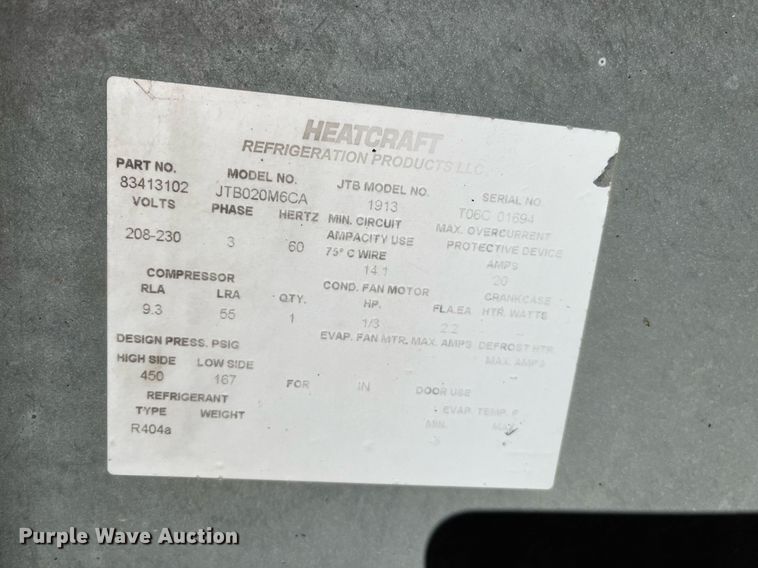 HEATCRAFT
REFRIGERATION PRODUCTS LLC
PART NO. MODEL NO. JTB MODEL NO. SERIAL NO.
83413102 JTB020M6CA 1913 T06C 01694
VOLTS PHASE HERTZ MIN. CIRCUIT MAX. OVERCURRENT
AMPACITY USE PROTECTIVE DEVICE
208-230 3 60 75° C WIRE AMPS
14.1 20
COMPRESSOR COND. FAN MOTOR CRANKCASE
RLA LRA QTY. HP. FLA.EA HTR. WATTS
9.3 55 1 1/3 2.2
DESIGN PRESS. PSIG EVAP. FAN MTR. MAX. AMPS DEFROST HTR.
HIGH SIDE LOW SIDE MAX. AMPS
450 167 FOR IN DOOR USE
REFRIGERANT EVAP. TEMP. F
TYPE WEIGHT MIN.
R404a
Purple Wave Auction